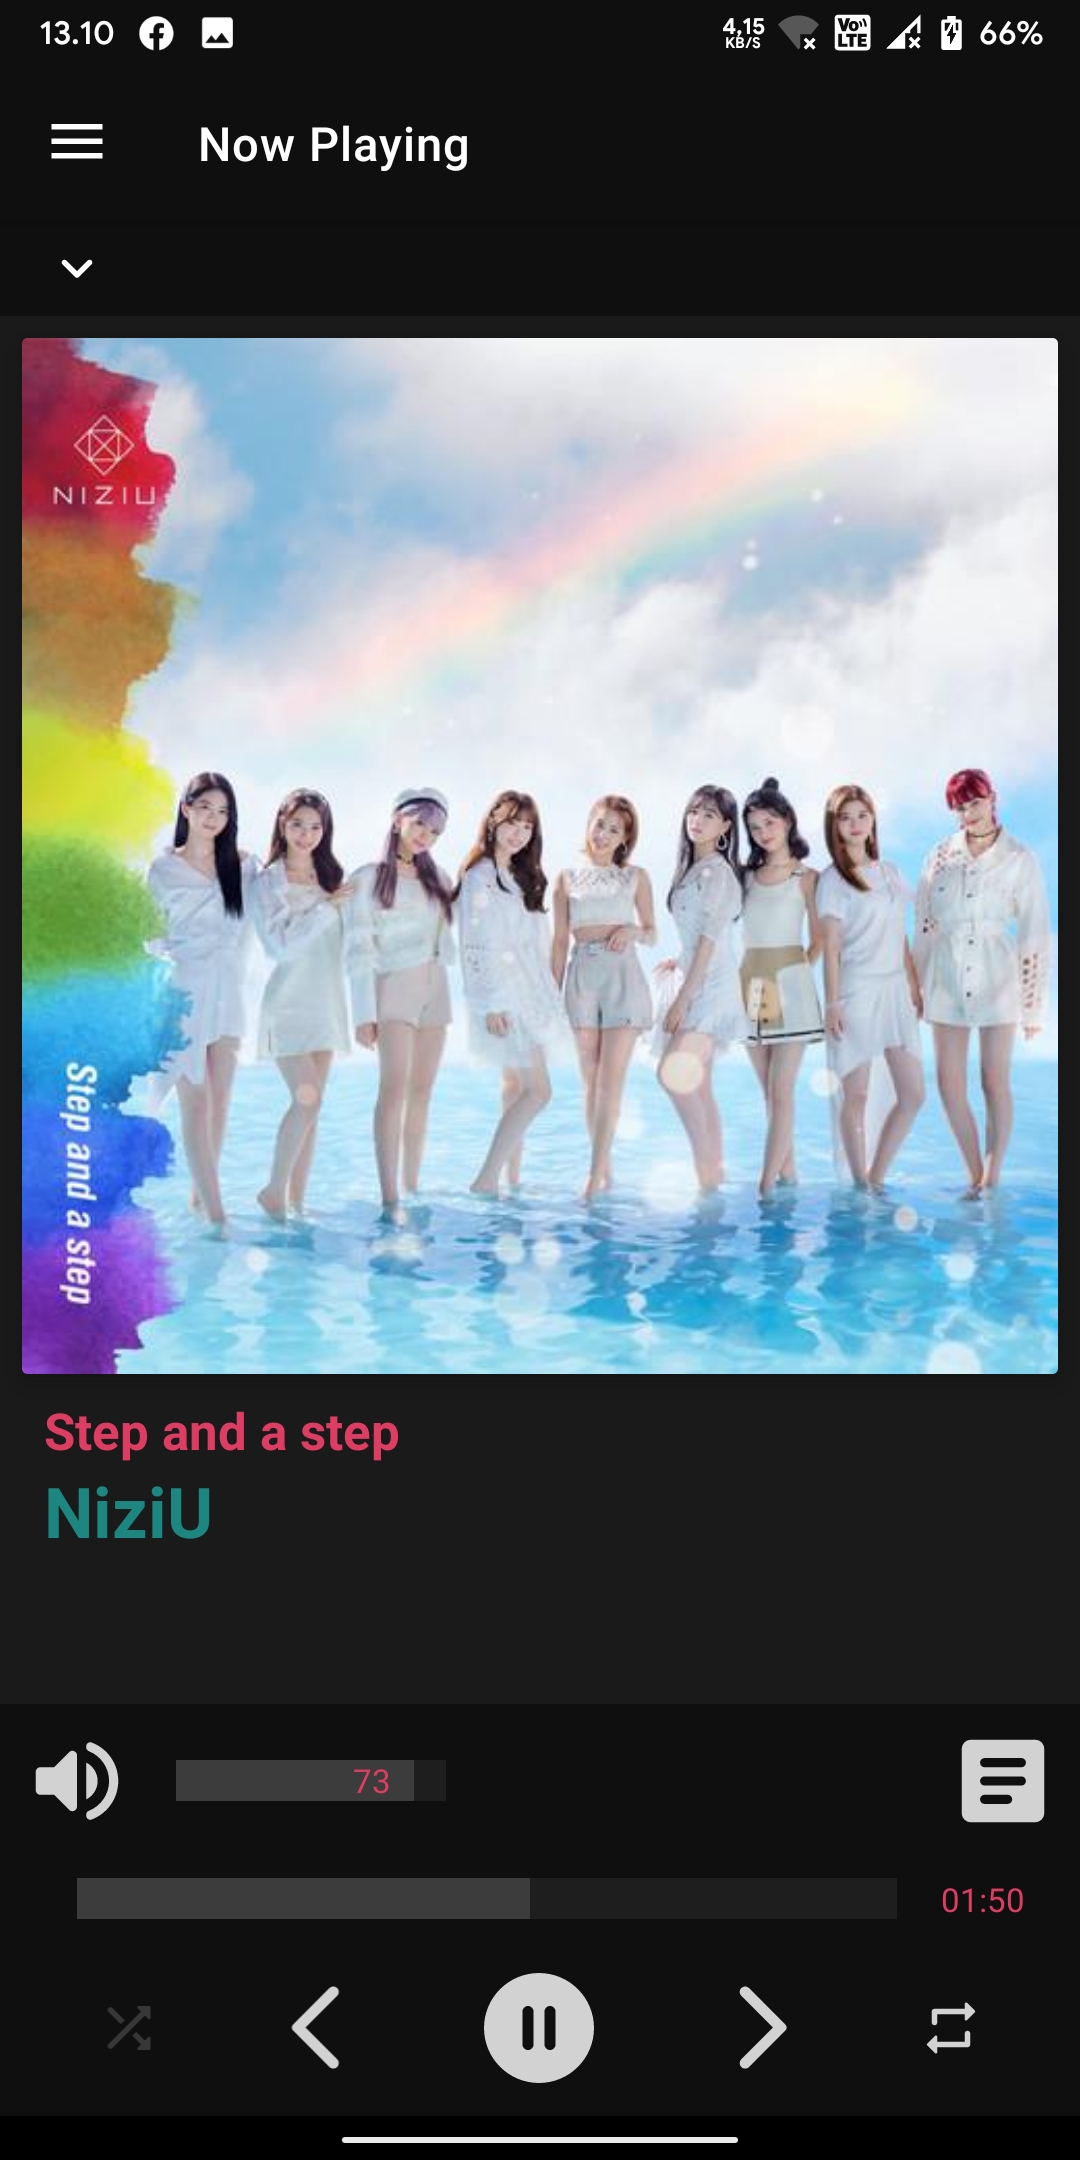 13.10
4,15
KB/S
Vo))
LTE
66%
Now Playing
NIZIU
Step and a step
Step and a step
NiziU
73
01:50